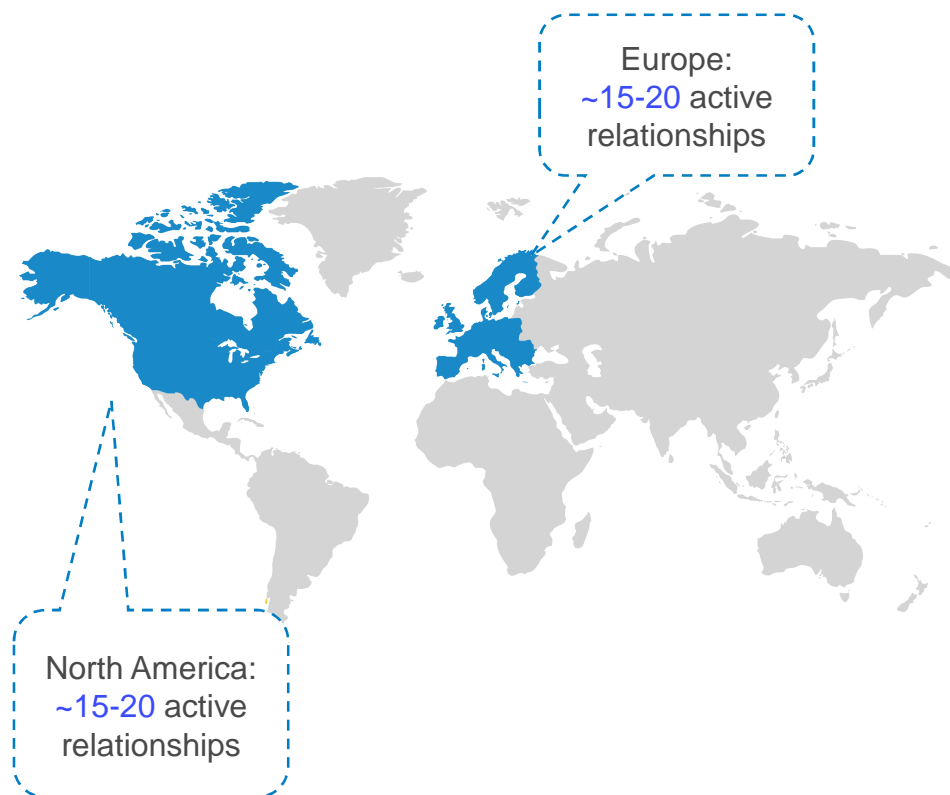 Europe:
~15-20 active
relationships
North America:
~15-20 active
relationships